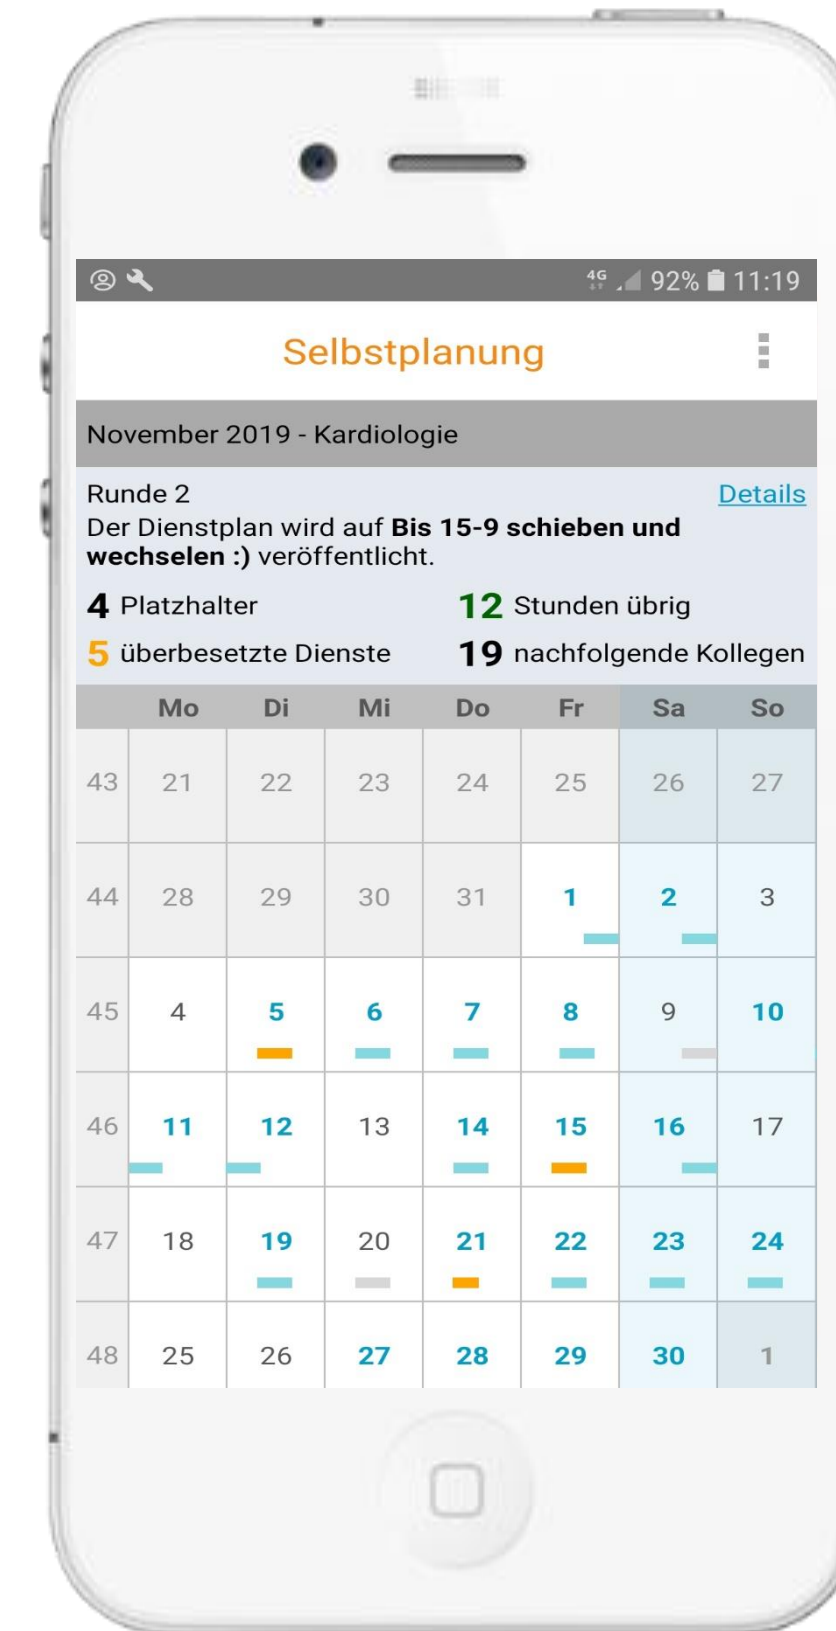 4G 92% 11:19
Selbstplanung
November 2019 - Kardiologie
Runde 2 Details
Der Dienstplan wird auf Bis 15-9 schieben und
wechselen :) veröffentlicht.
4 Platzhalter 12 Stunden übrig
5 überbesetzte Dienste 19 nachfolgende Kollegen
Mo Di Mi Do Fr Sa So
43 21 22 23 24 25 26 27
44 28 29 30 31 1 2 3
45 4 5 6 7 8 9 10
46 11 12 13 14 15 16 17
47 18 19 20 21 22 23 24
48 25 26 27 28 29 30 1